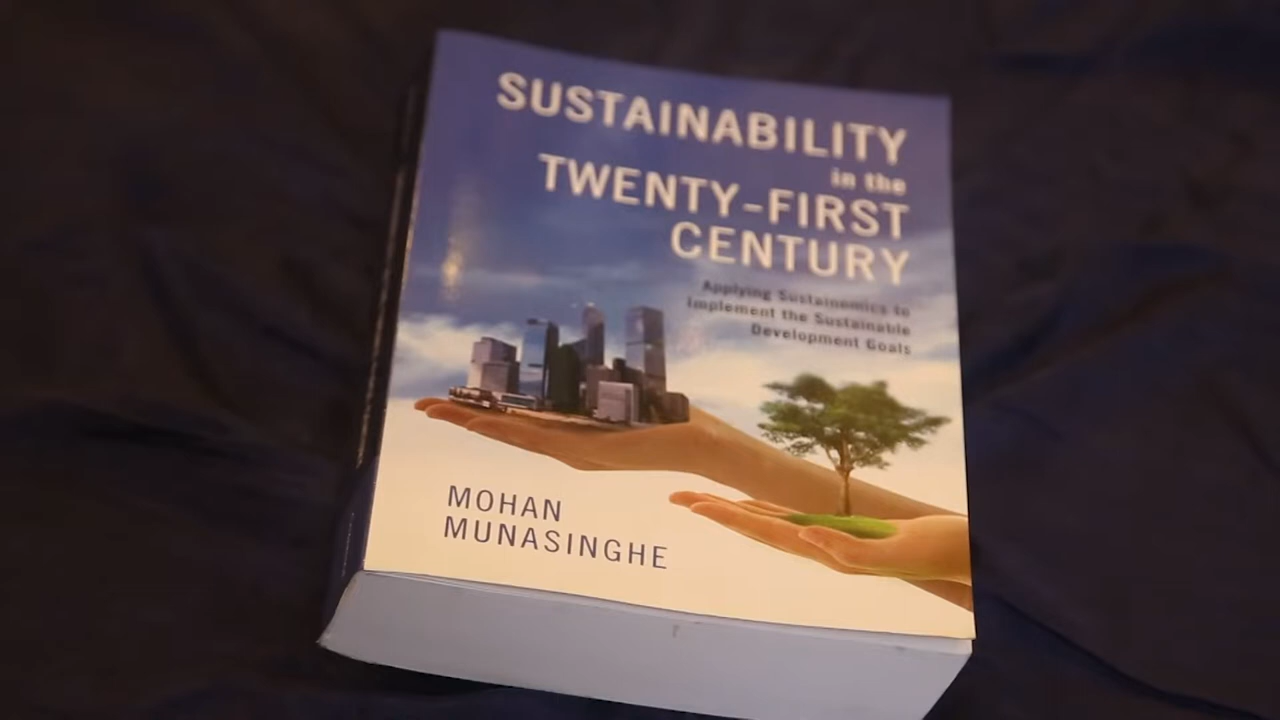 SUSTAINABILITY
in the
TWENTY-FIRST
CENTURY
Applying Sustainomics to
Implement the Sustainable
Development Goals
MOHAN
MUNASINGHE